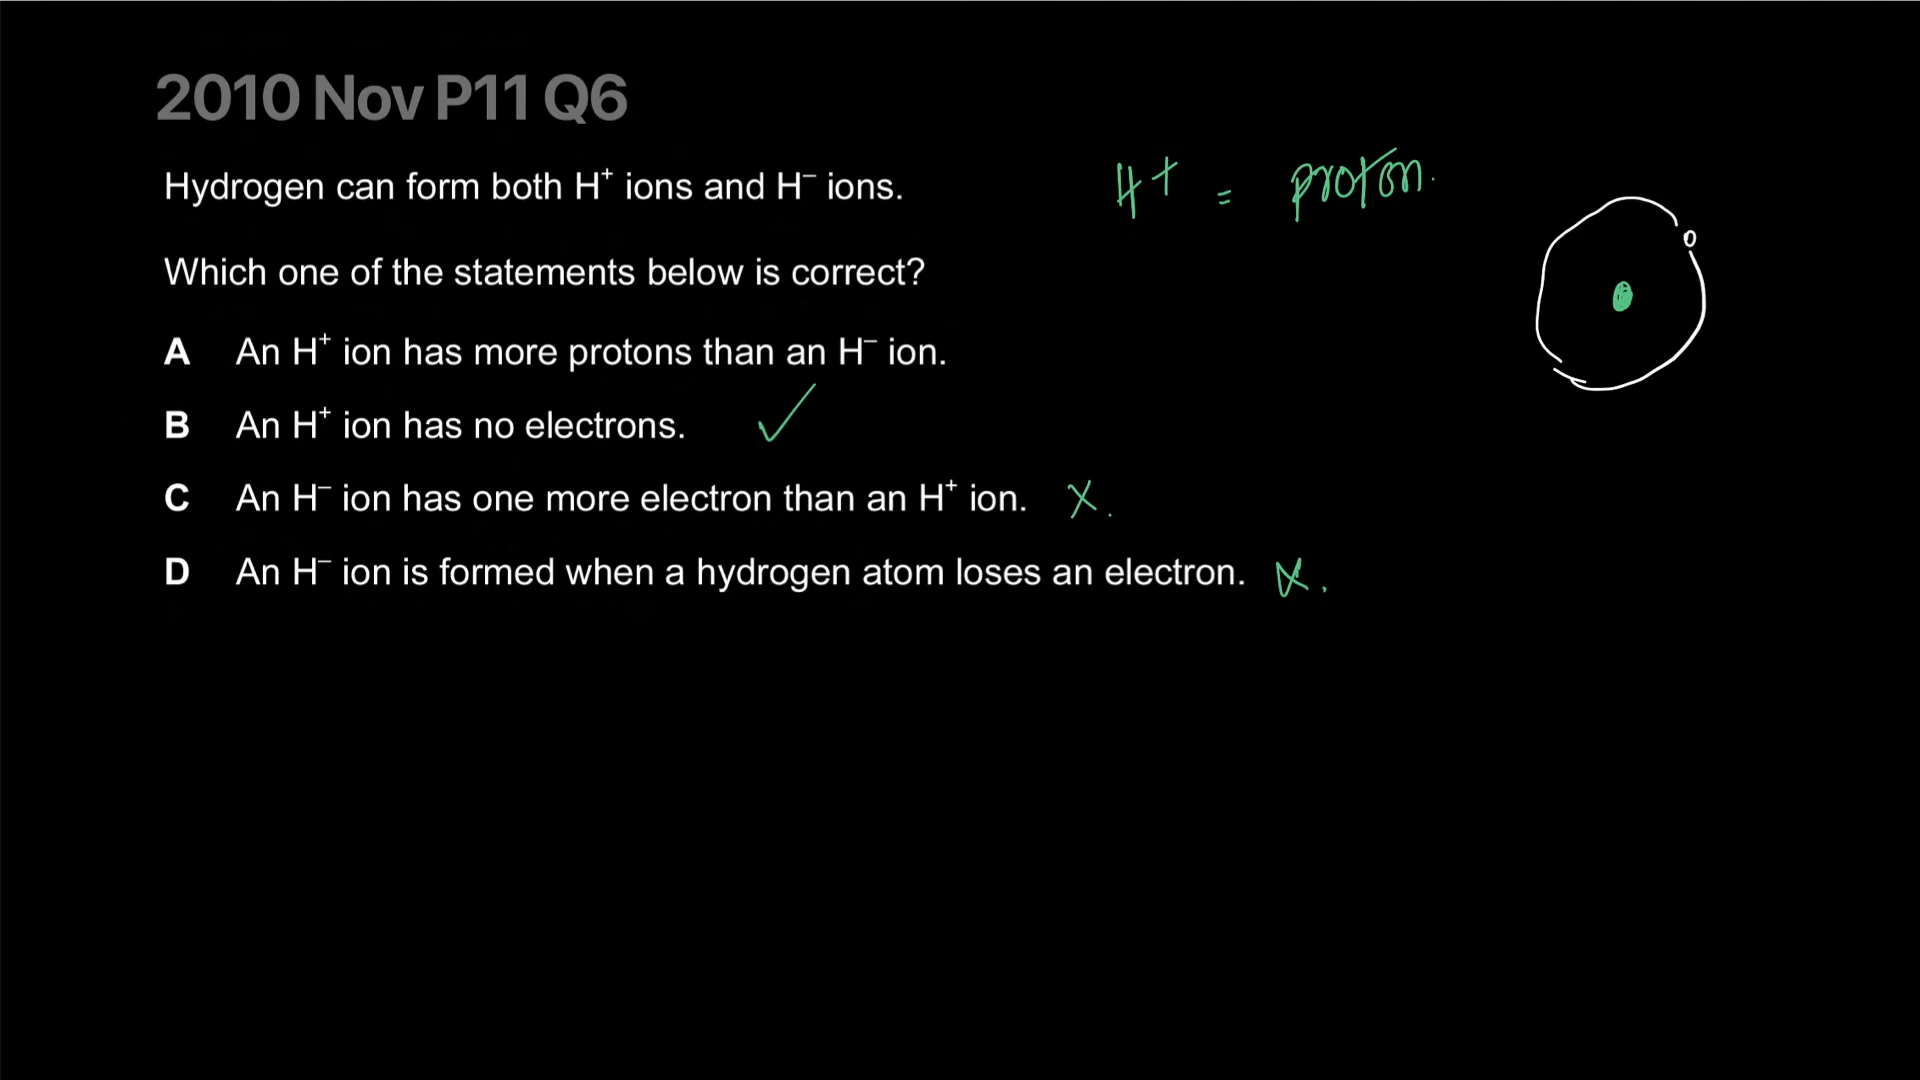 2010 Nov P11 Q6
Hydrogen can form both H⁺ ions and H⁻ ions.
H+ = proton.
Which one of the statements below is correct?
A An H⁺ ion has more protons than an H⁻ ion.
B An H⁺ ion has no electrons. ✓
C An H⁻ ion has one more electron than an H⁺ ion. X.
D An H⁻ ion is formed when a hydrogen atom loses an electron. X.